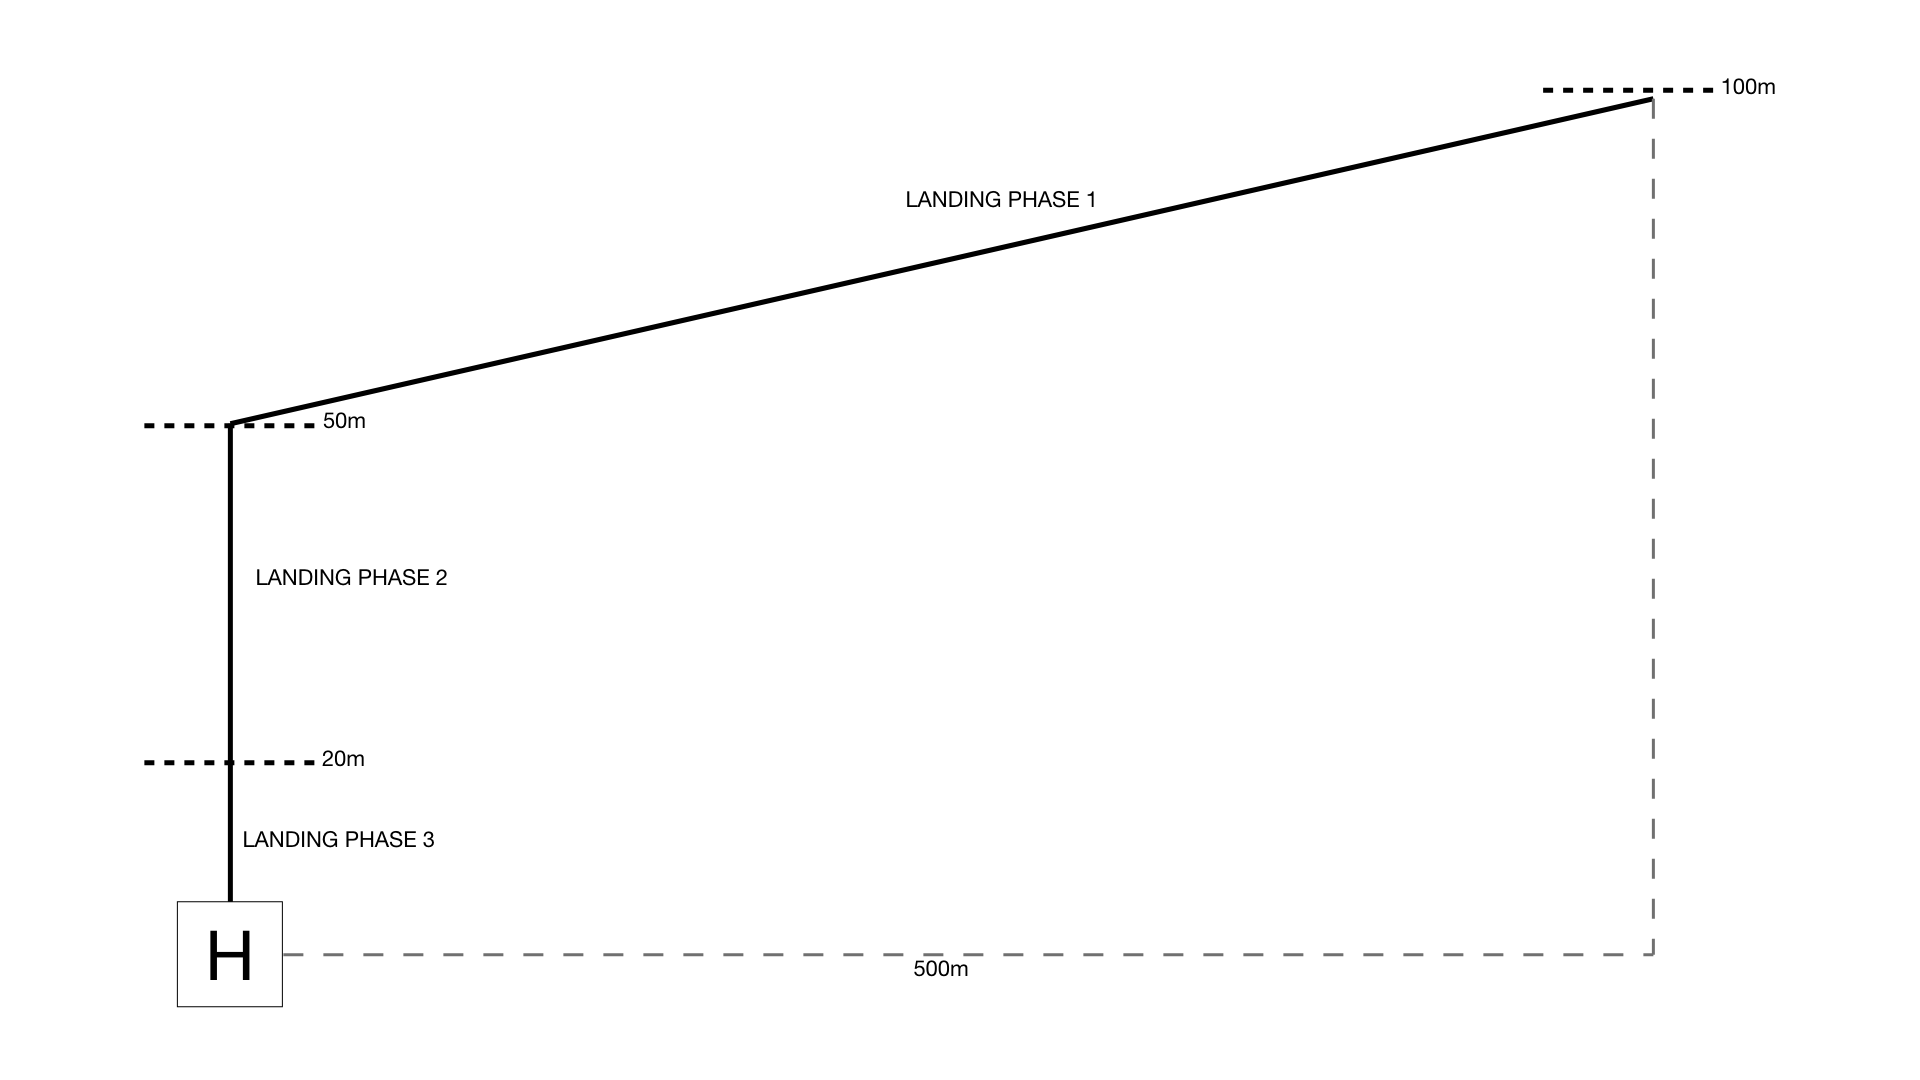 100m
LANDING PHASE 1
50m
LANDING PHASE 2
20m
LANDING PHASE 3
H
500m